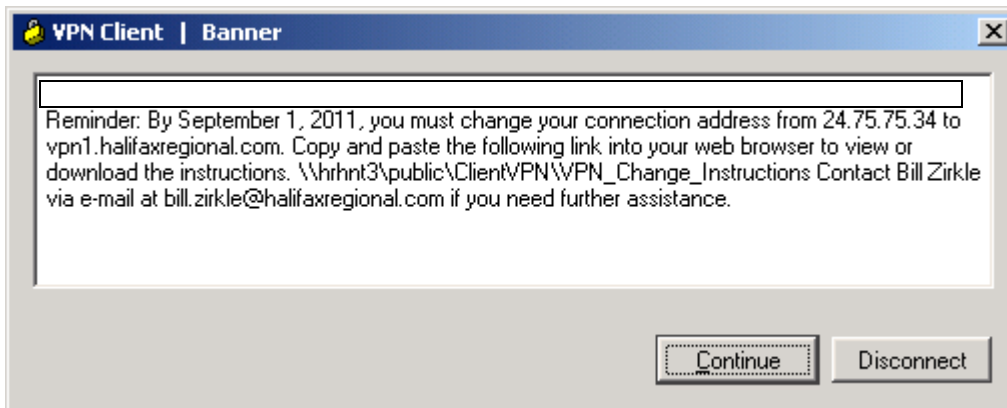 VPN Client | Banner
Reminder: By September 1, 2011, you must change your connection address from 24.75.75.34 to
vpn1.halifaxregional.com. Copy and paste the following link into your web browser to view or
download the instructions. \\hrhnt3\public\ClientVPN\VPN_Change_Instructions Contact Bill Zirkle
via e-mail at bill.zirkle@halifaxregional.com if you need further assistance.
Continue
Disconnect